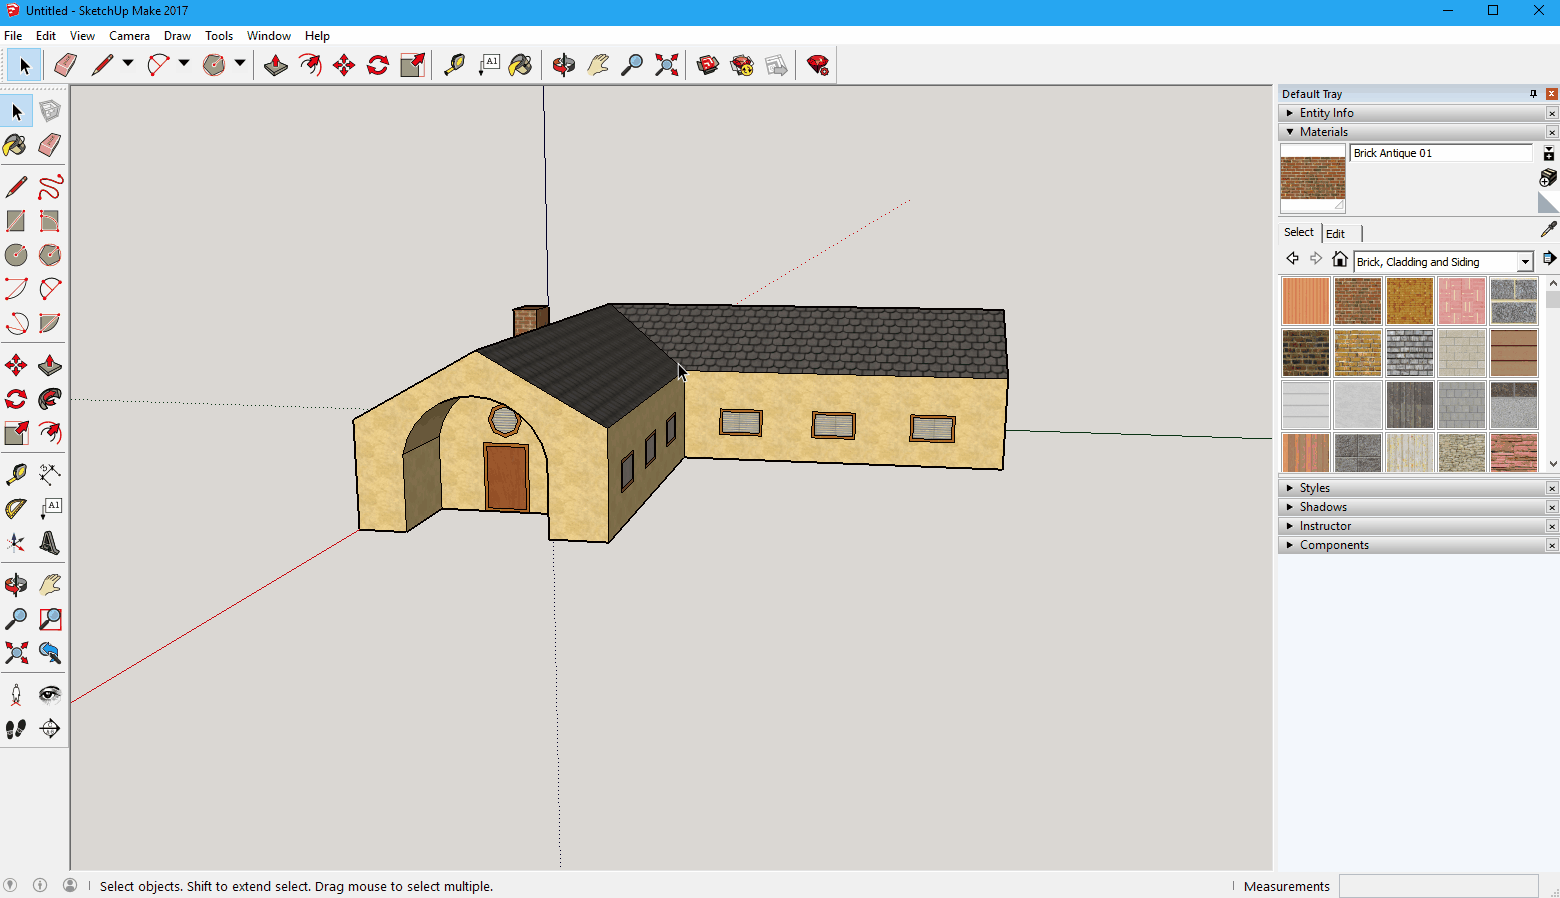 Untitled - SketchUp Make 2017
File Edit View Camera Draw Tools Window Help
A1
Default Tray
Entity Info
Materials
Brick Antique 01
Select Edit
Brick, Cladding and Siding
Styles
Shadows
Instructor
Components
A1
Select objects. Shift to extend select. Drag mouse to select multiple.
Measurements